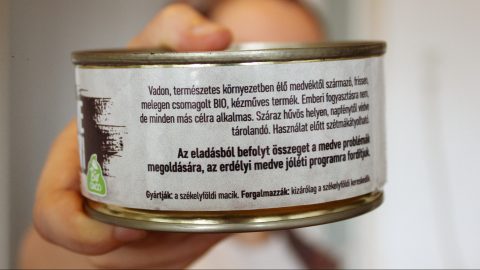 Vadon, természetes környezetben élő medvéktől származó, frissen,
melegen csomagolt BIO, kézműves termék. Emberi fogyasztásra nem,
de minden más célra alkalmas. Száraz hűvös helyen, napfénytől védve
tárolandó. Használat előtt szétmákatyolható.
Az eladásból befolyt összeget a medve problémák
megoldására, az erdélyi medve jóléti programra fordítjuk.
Gyártják: a székelyföldi macik. Forgalmazzák: kizárólag a székelyföldi kereskedők.